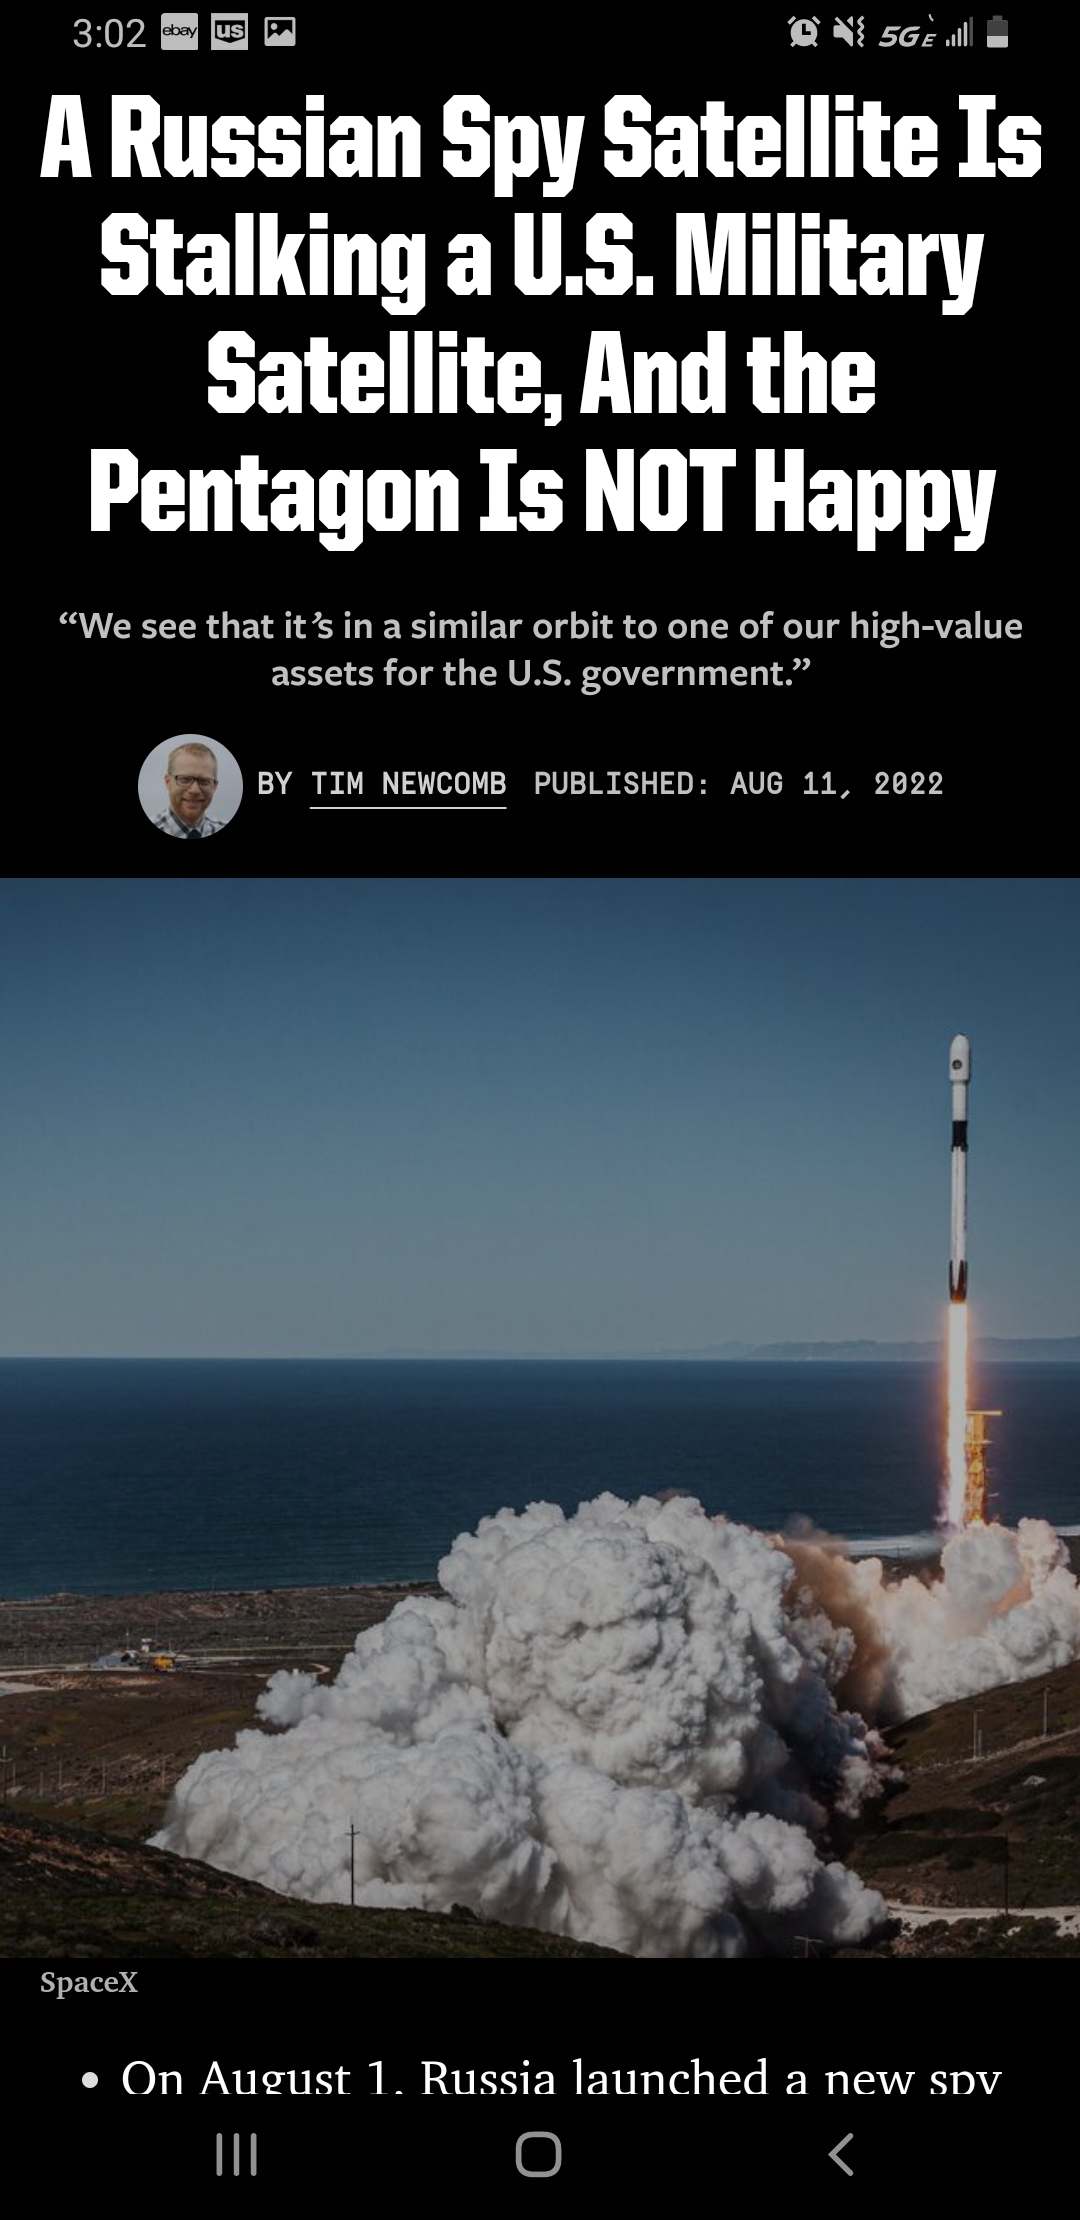 3:02 ebay US 5GE
A Russian Spy Satellite Is
Stalking a U.S. Military
Satellite, And the
Pentagon Is NOT Happy
“We see that it’s in a similar orbit to one of our high-value
assets for the U.S. government.”
BY TIM NEWCOMB PUBLISHED: AUG 11, 2022
SpaceX
• On August 1, Russia launched a new spy